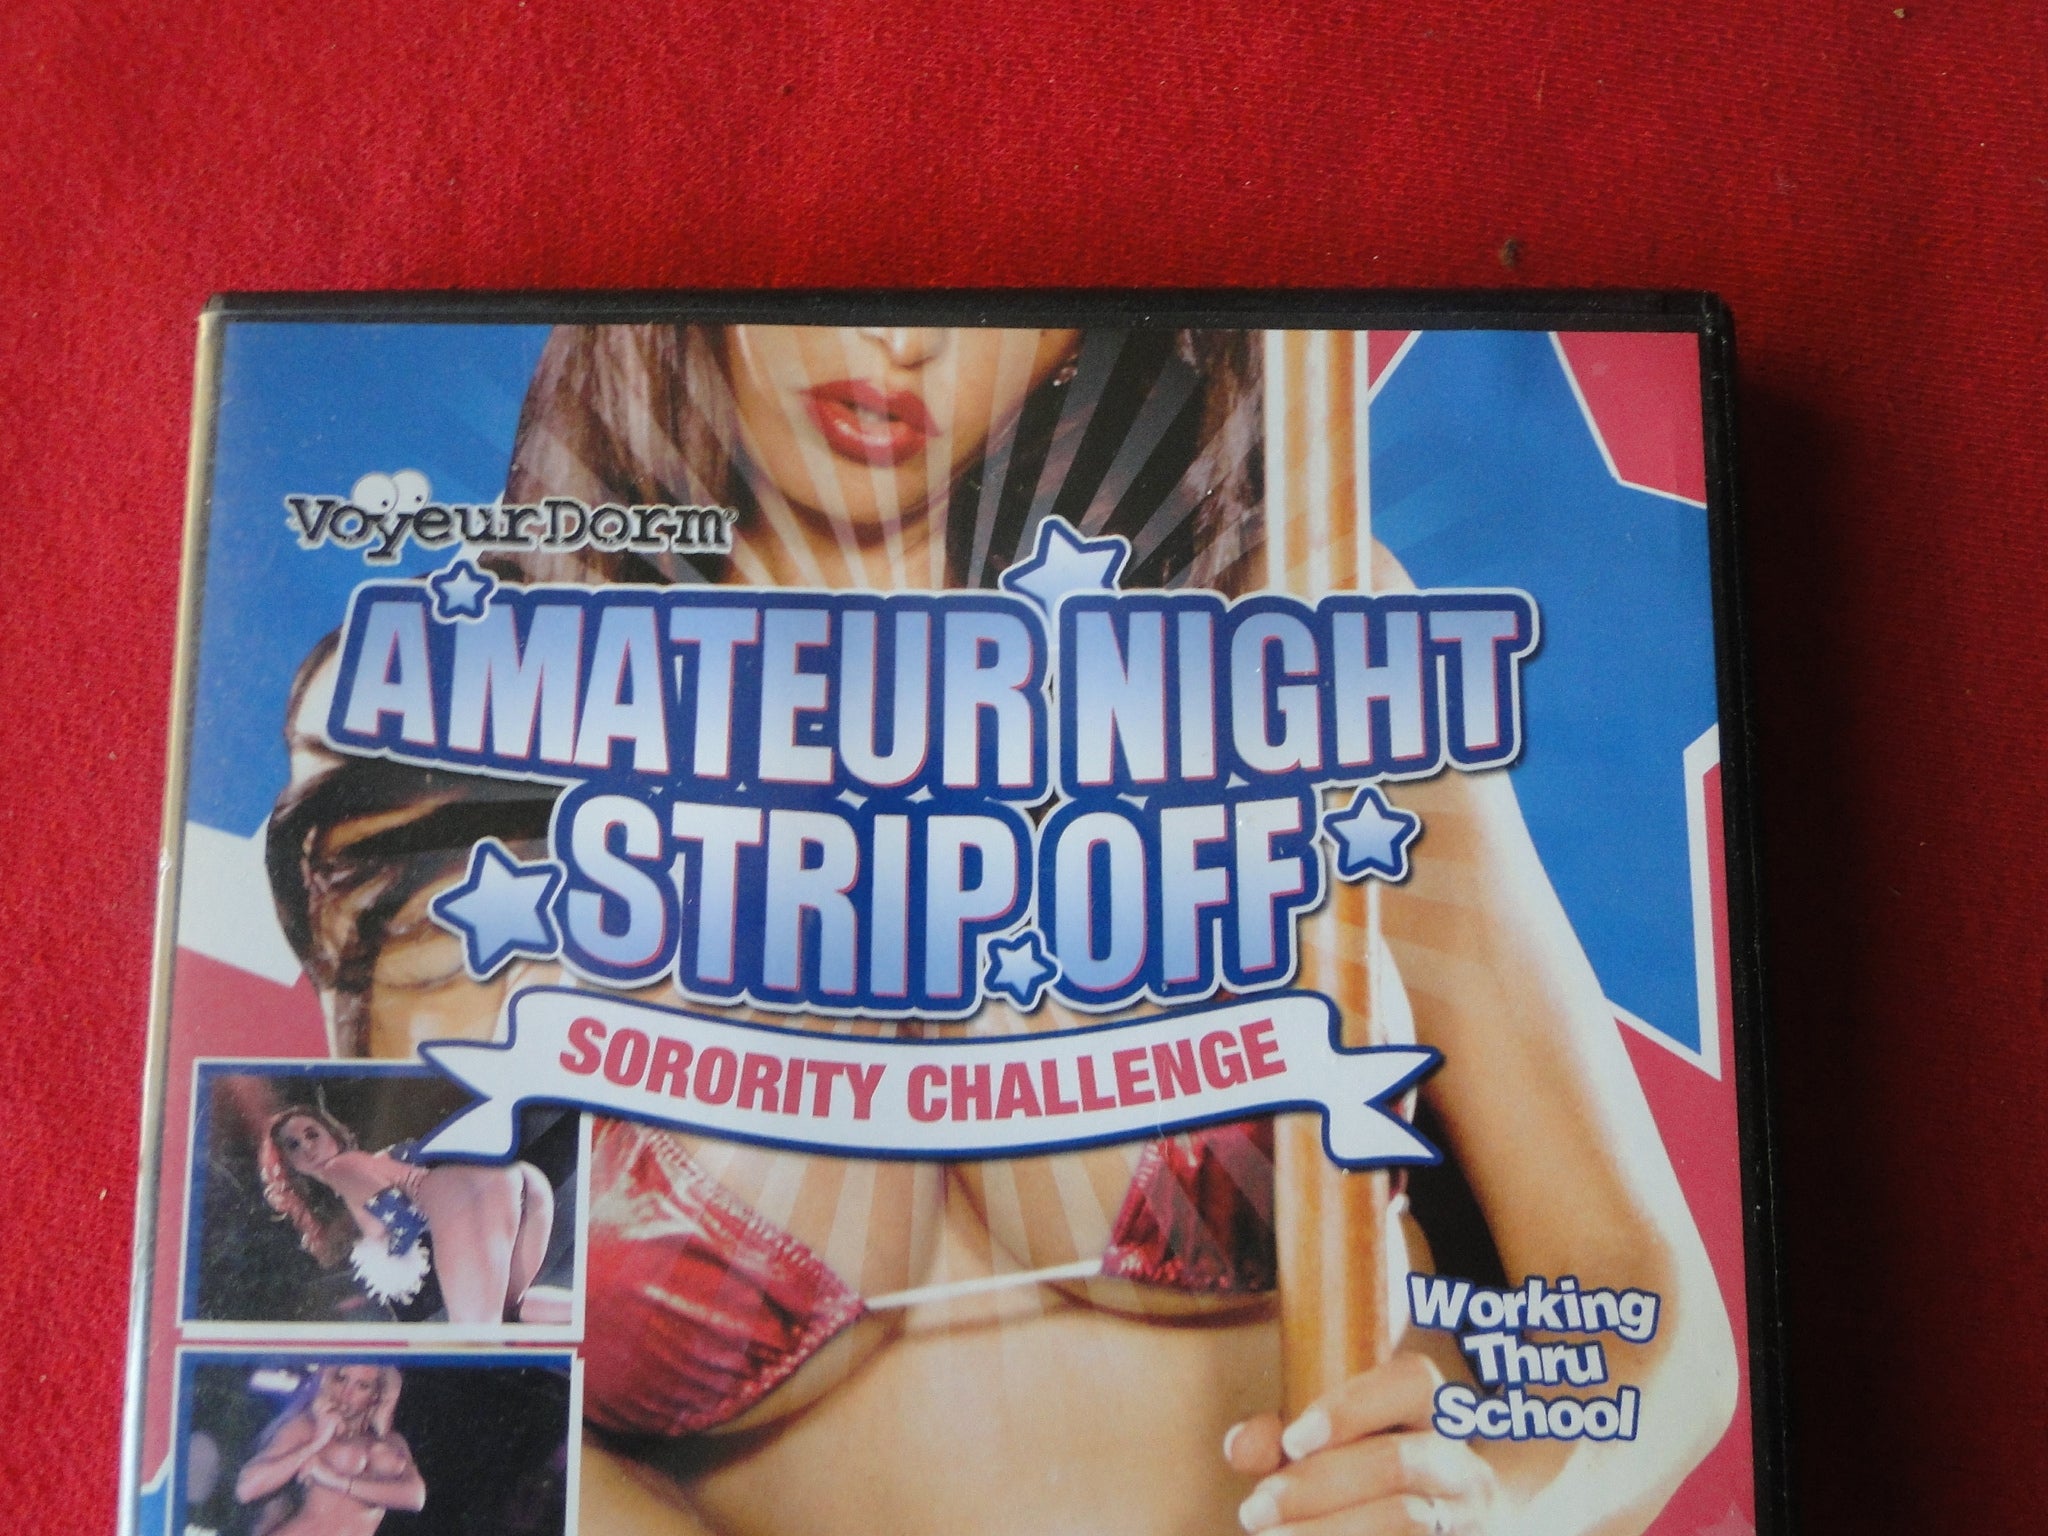 VoyeurDorm
AMATEUR NIGHT
STRIP OFF
SORORITY CHALLENGE
Working
Thru
School